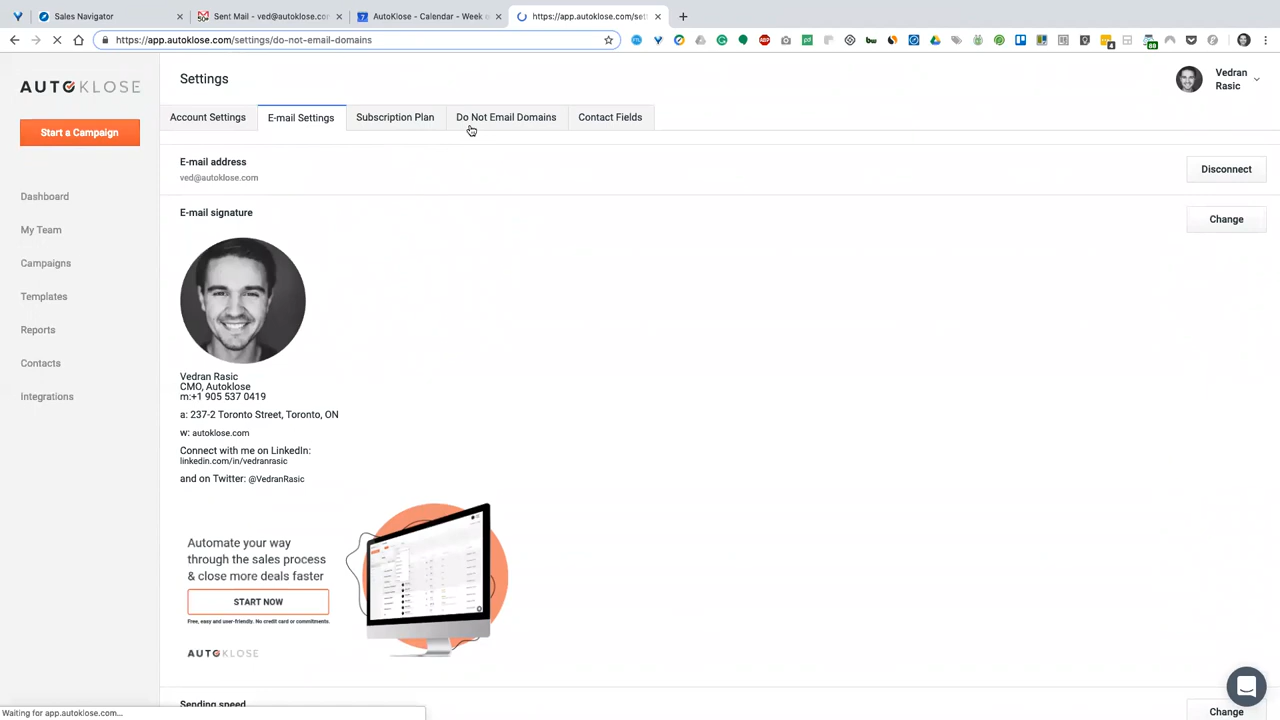 Sales Navigator
Sent Mail - ved@autoklose.co
AutoKlose - Calendar - Week o
https://app.autoklose.com/set
https://app.autoklose.com/settings/do-not-email-domains
AUTOKLOSE
Settings
Vedran
Rasic
Account Settings
E-mail Settings
Subscription Plan
Do Not Email Domains
Contact Fields
Start a Campaign
E-mail address
ved@autoklose.com
Disconnect
Dashboard
E-mail signature
Change
My Team
Campaigns
Templates
Reports
Contacts
Integrations
Vedran Rasic
CMO, Autoklose
m:+1 905 537 0419
a: 237-2 Toronto Street, Toronto, ON
w: autoklose.com
Connect with me on LinkedIn:
linkedin.com/in/vedranrasic
and on Twitter: @VedranRasic
Automate your way
through the sales process
& close more deals faster
START NOW
Free, easy and user-friendly. No credit card or commitments.
AUTOKLOSE
Sending speed
Change
Waiting for app.autoklose.com...